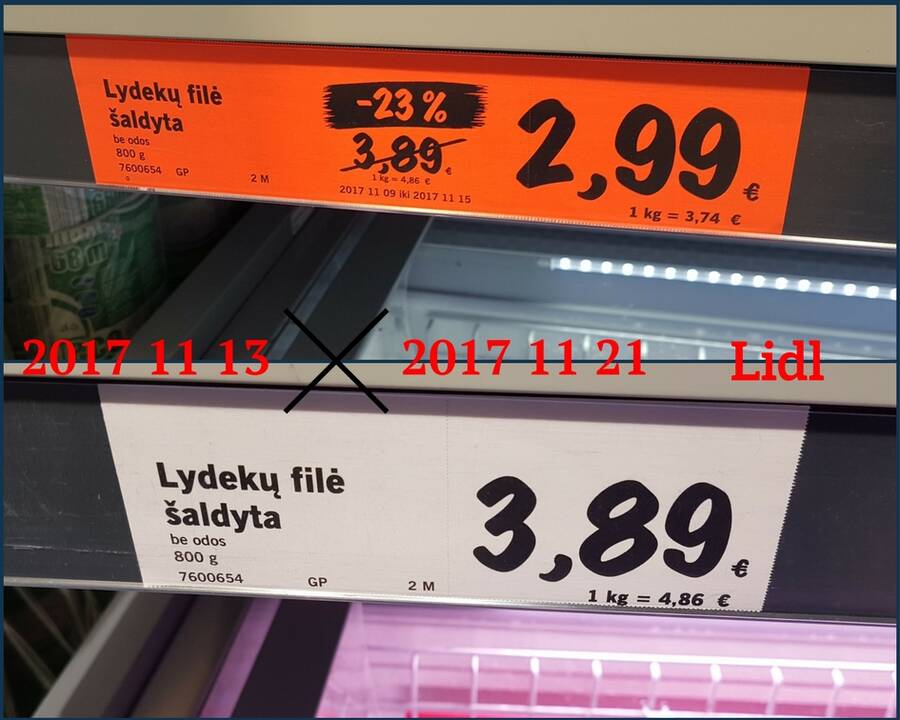 Lydekų filė
šaldyta
be odos
800 g
7600654 GP 2 M
-23 %
3,89 €
1 kg = 4,86 €
2017 11 09 iki 2017 11 15
2,99 €
1 kg = 3,74 €
68 m
2017 11 13 2017 11 21 Lidl
Lydekų filė
šaldyta
be odos
800 g
7600654 GP 2 M
3,89 €
1 kg = 4,86 €